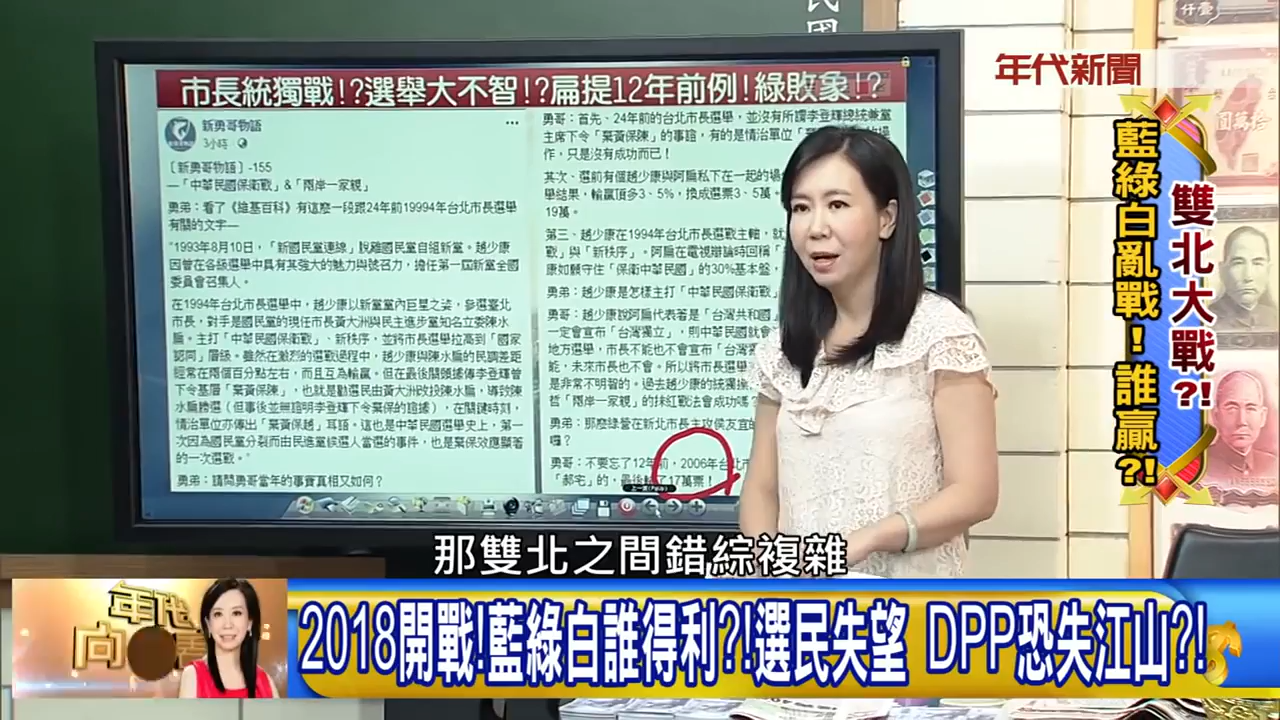 民國
仟壹
年代新聞
圓萬拾
雙北大戰?!
藍綠白亂戰！誰贏?!
市長統獨戰!?選舉大不智!?扁提12年前例!綠敗象!?
新勇哥物語
3小時
[新勇哥物語] -155
—「中華民國保衛戰」&「兩岸一家親」
勇弟：看了《維基百科》有這麼一段跟24年前1994年台北市長選舉
有關的文字—
"1993年8月10日，「新國民黨連線」脫離國民黨自組新黨。趙少康
因曾在各級選舉中具有其強大的魅力與號召力，擔任第一屆新黨全國
委員會召集人。
在1994年台北市長選舉中，趙少康以新黨黨內巨星之姿，參選臺北
市長，對手是國民黨的現任市長黃大洲與民主進步黨知名立委陳水
扁。主打「中華民國保衛戰」、新秩序，並將市長選舉拉高到「國家
認同」層級。雖然在激烈的選戰過程中，趙少康與陳水扁的民調差距
經常在兩個百分點左右，而且互為輸贏。但在最後關頭據傳李登輝曾
下令基層「棄黃保陳」，也就是勸選民由黃大洲改投陳水扁，導致陳
水扁勝選（但事後並無證明李登輝下令棄保的證據），在關鍵時刻，
情治單位亦傳出「棄黃保趙」耳語。這也是中華民國選舉史上，第一
次因為國民黨分裂而由民進黨候選人當選的事件，也是棄保效應顯著
的一次選戰。"
勇弟：請問勇哥當年的事實真相又如何？
勇哥：首先、24年前的台北市長選舉，並沒有所謂李登輝總統兼黨
主席下令「葉黃保陳」的事證，有的是情治單位
作，只是沒有成功而已！
其次、選前有個趙少康與阿扁私下在一起的場
舉結果，輸贏頂多3、5%，換成選票3、5萬。
19萬。
第三、趙少康在1994年台北市長選戰主軸，就
戰」與「新秩序」。阿扁在電視辯論時回稱「
康如願守住「保衛中華民國」的30%基本盤，
勇弟：趙少康是怎樣主打「中華民國保衛戰」
勇哥：趙少康說阿扁代表著是「台灣共和國」
一定會宣布「台灣獨立」，則中華民國就會
地方選舉，市長不能也不會宣布「台灣獨
能，未來市長也不會。所以將市長選舉
是非常不明智的。過去趙少康的統獨操
哲「兩岸一家親」的抹紅戰法會成功嗎？
勇弟：那麼綠營在新北市長主攻侯友宜的
囉？
勇哥：不要忘了12年前，2006年台北市
「郝宅」的，最後輸了17萬票！
那雙北之間錯綜複雜
年代向
2018開戰!藍綠白誰得利?!選民失望 DPP恐失江山?!